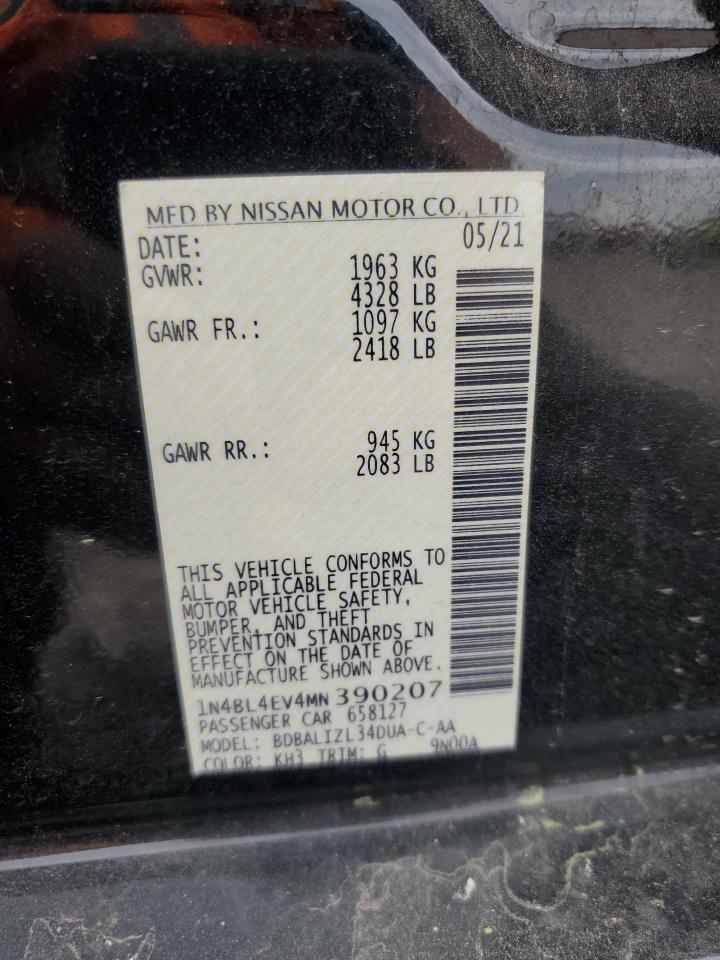 MFD BY NISSAN MOTOR CO., LTD.
DATE: 05/21
GVWR: 1963 KG
4328 LB
GAWR FR.: 1097 KG
2418 LB
GAWR RR.: 945 KG
2083 LB
THIS VEHICLE CONFORMS TO
ALL APPLICABLE FEDERAL
MOTOR VEHICLE SAFETY,
BUMPER, AND THEFT
PREVENTION STANDARDS IN
EFFECT ON THE DATE OF
MANUFACTURE SHOWN ABOVE.
1N4BL4EV4MN390207
PASSENGER CAR 658127
MODEL: BDBALIZL34DUA-C-AA
COLOR: KH3 TRIM: G 9N00A